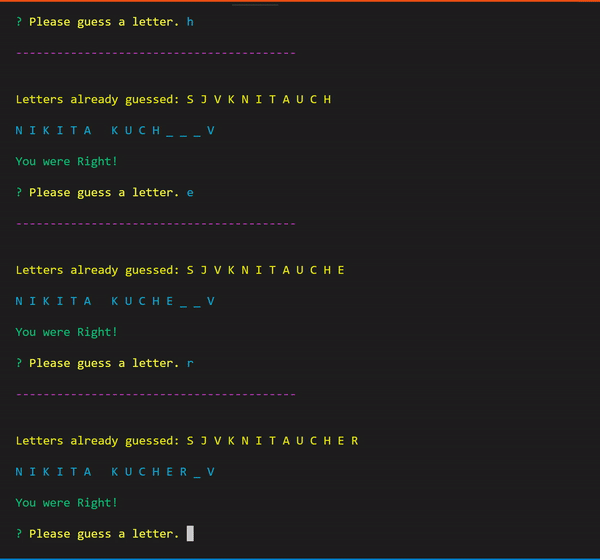 ? Please guess a letter. h
-----------------------------------------
Letters already guessed: S J V K N I T A U C H
N I K I T A   K U C H _ _ _ V
You were Right!
? Please guess a letter. e
-----------------------------------------
Letters already guessed: S J V K N I T A U C H E
N I K I T A   K U C H E _ _ V
You were Right!
? Please guess a letter. r
-----------------------------------------
Letters already guessed: S J V K N I T A U C H E R
N I K I T A   K U C H E R _ V
You were Right!
? Please guess a letter.